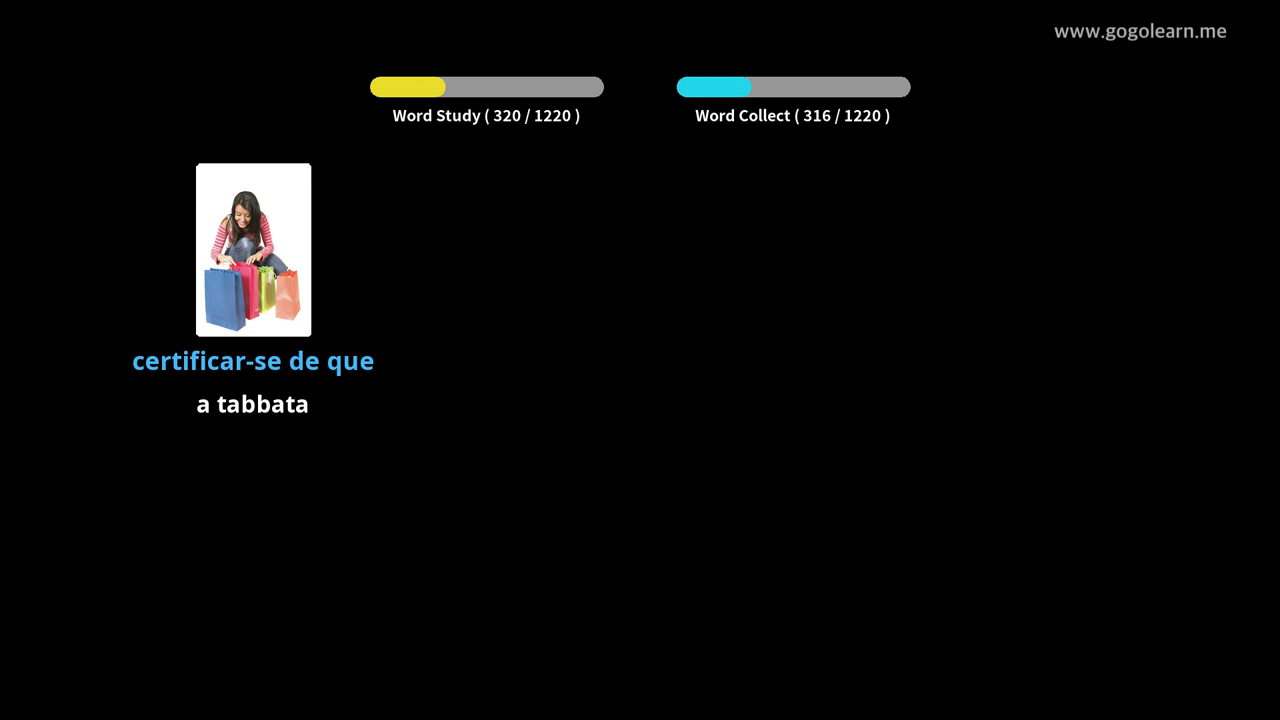 www.gogolearn.me
Word Study ( 320 / 1220 )
Word Collect ( 316 / 1220 )
certificar-se de que
a tabbata